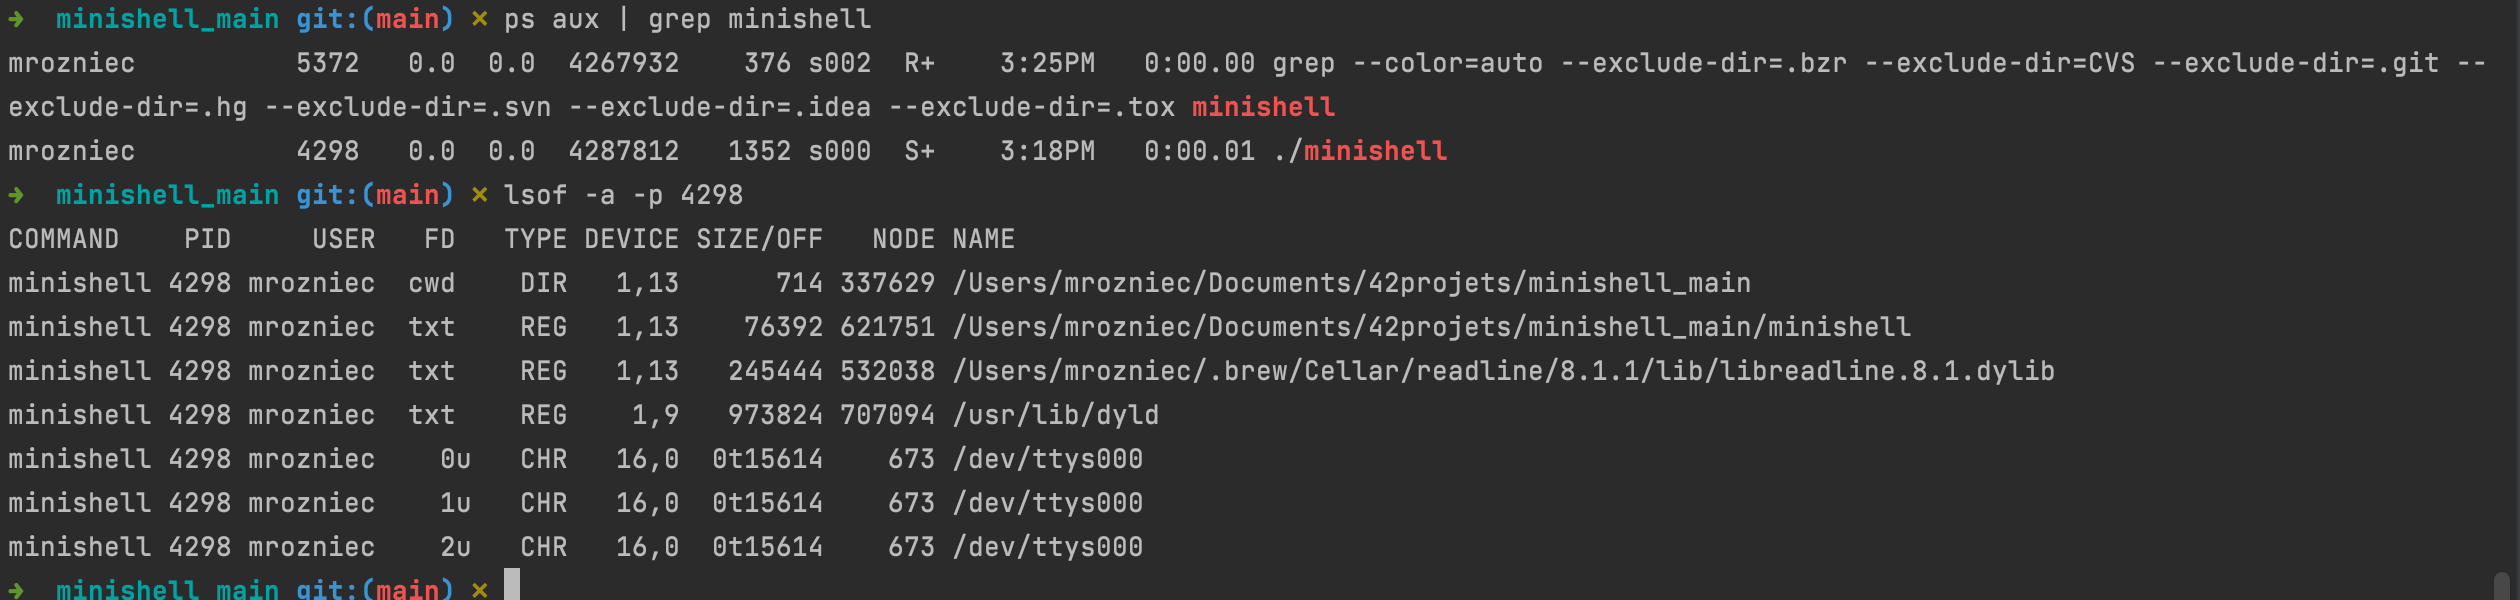 ➜  minishell_main git:(main) ✗ ps aux | grep minishell
mrozniec          5372   0.0  0.0  4267932    376 s002  R+    3:25PM   0:00.00 grep --color=auto --exclude-dir=.bzr --exclude-dir=CVS --exclude-dir=.git --
exclude-dir=.hg --exclude-dir=.svn --exclude-dir=.idea --exclude-dir=.tox minishell
mrozniec          4298   0.0  0.0  4287812   1352 s000  S+    3:18PM   0:00.01 ./minishell
➜  minishell_main git:(main) ✗ lsof -a -p 4298
COMMAND    PID     USER   FD   TYPE DEVICE SIZE/OFF   NODE NAME
minishell 4298 mrozniec  cwd    DIR   1,13      714 337629 /Users/mrozniec/Documents/42projets/minishell_main
minishell 4298 mrozniec  txt    REG   1,13    76392 621751 /Users/mrozniec/Documents/42projets/minishell_main/minishell
minishell 4298 mrozniec  txt    REG   1,13   245444 532038 /Users/mrozniec/.brew/Cellar/readline/8.1.1/lib/libreadline.8.1.dylib
minishell 4298 mrozniec  txt    REG    1,9   973824 707094 /usr/lib/dyld
minishell 4298 mrozniec    0u   CHR   16,0  0t15614    673 /dev/ttys000
minishell 4298 mrozniec    1u   CHR   16,0  0t15614    673 /dev/ttys000
minishell 4298 mrozniec    2u   CHR   16,0  0t15614    673 /dev/ttys000
➜  minishell_main git:(main) ✗